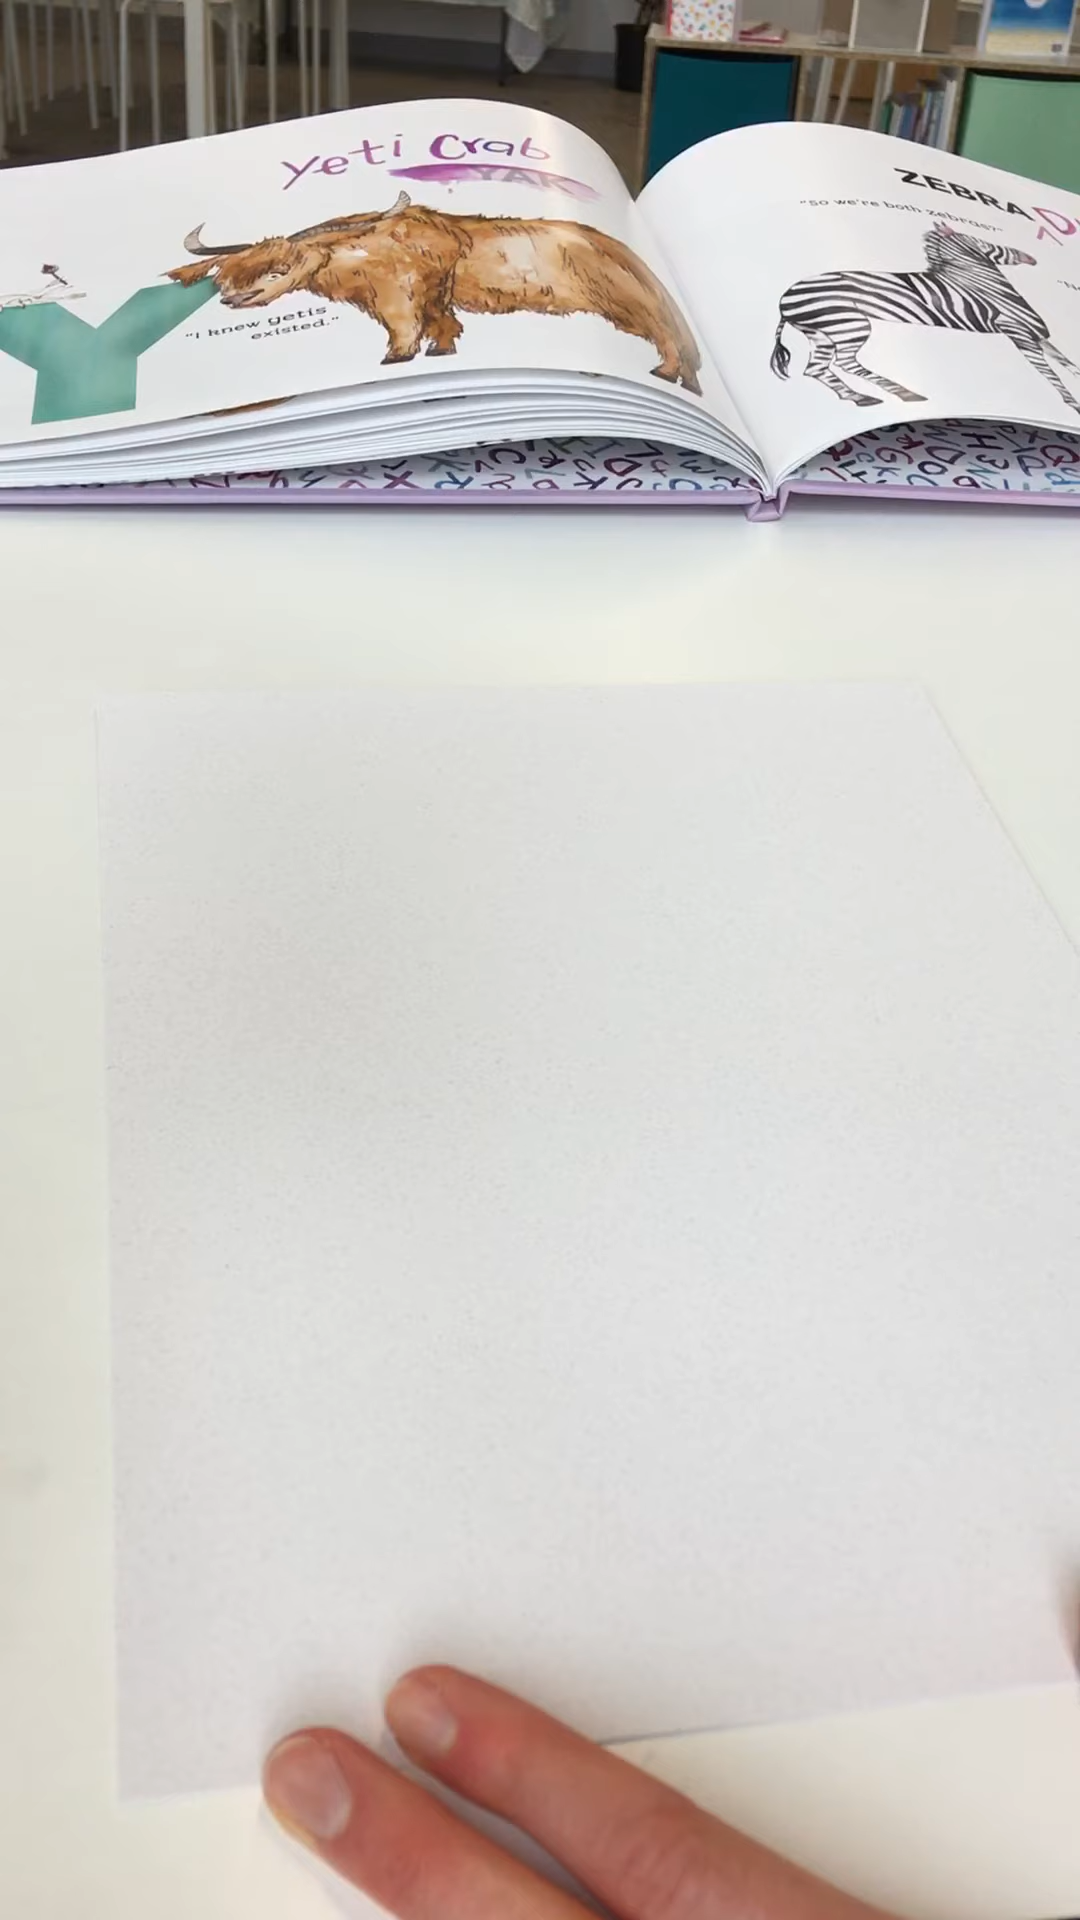 yeti Crab
YAK
"I knew yetis
existed."
Y
ZEBRA
"So we're both zebras?"